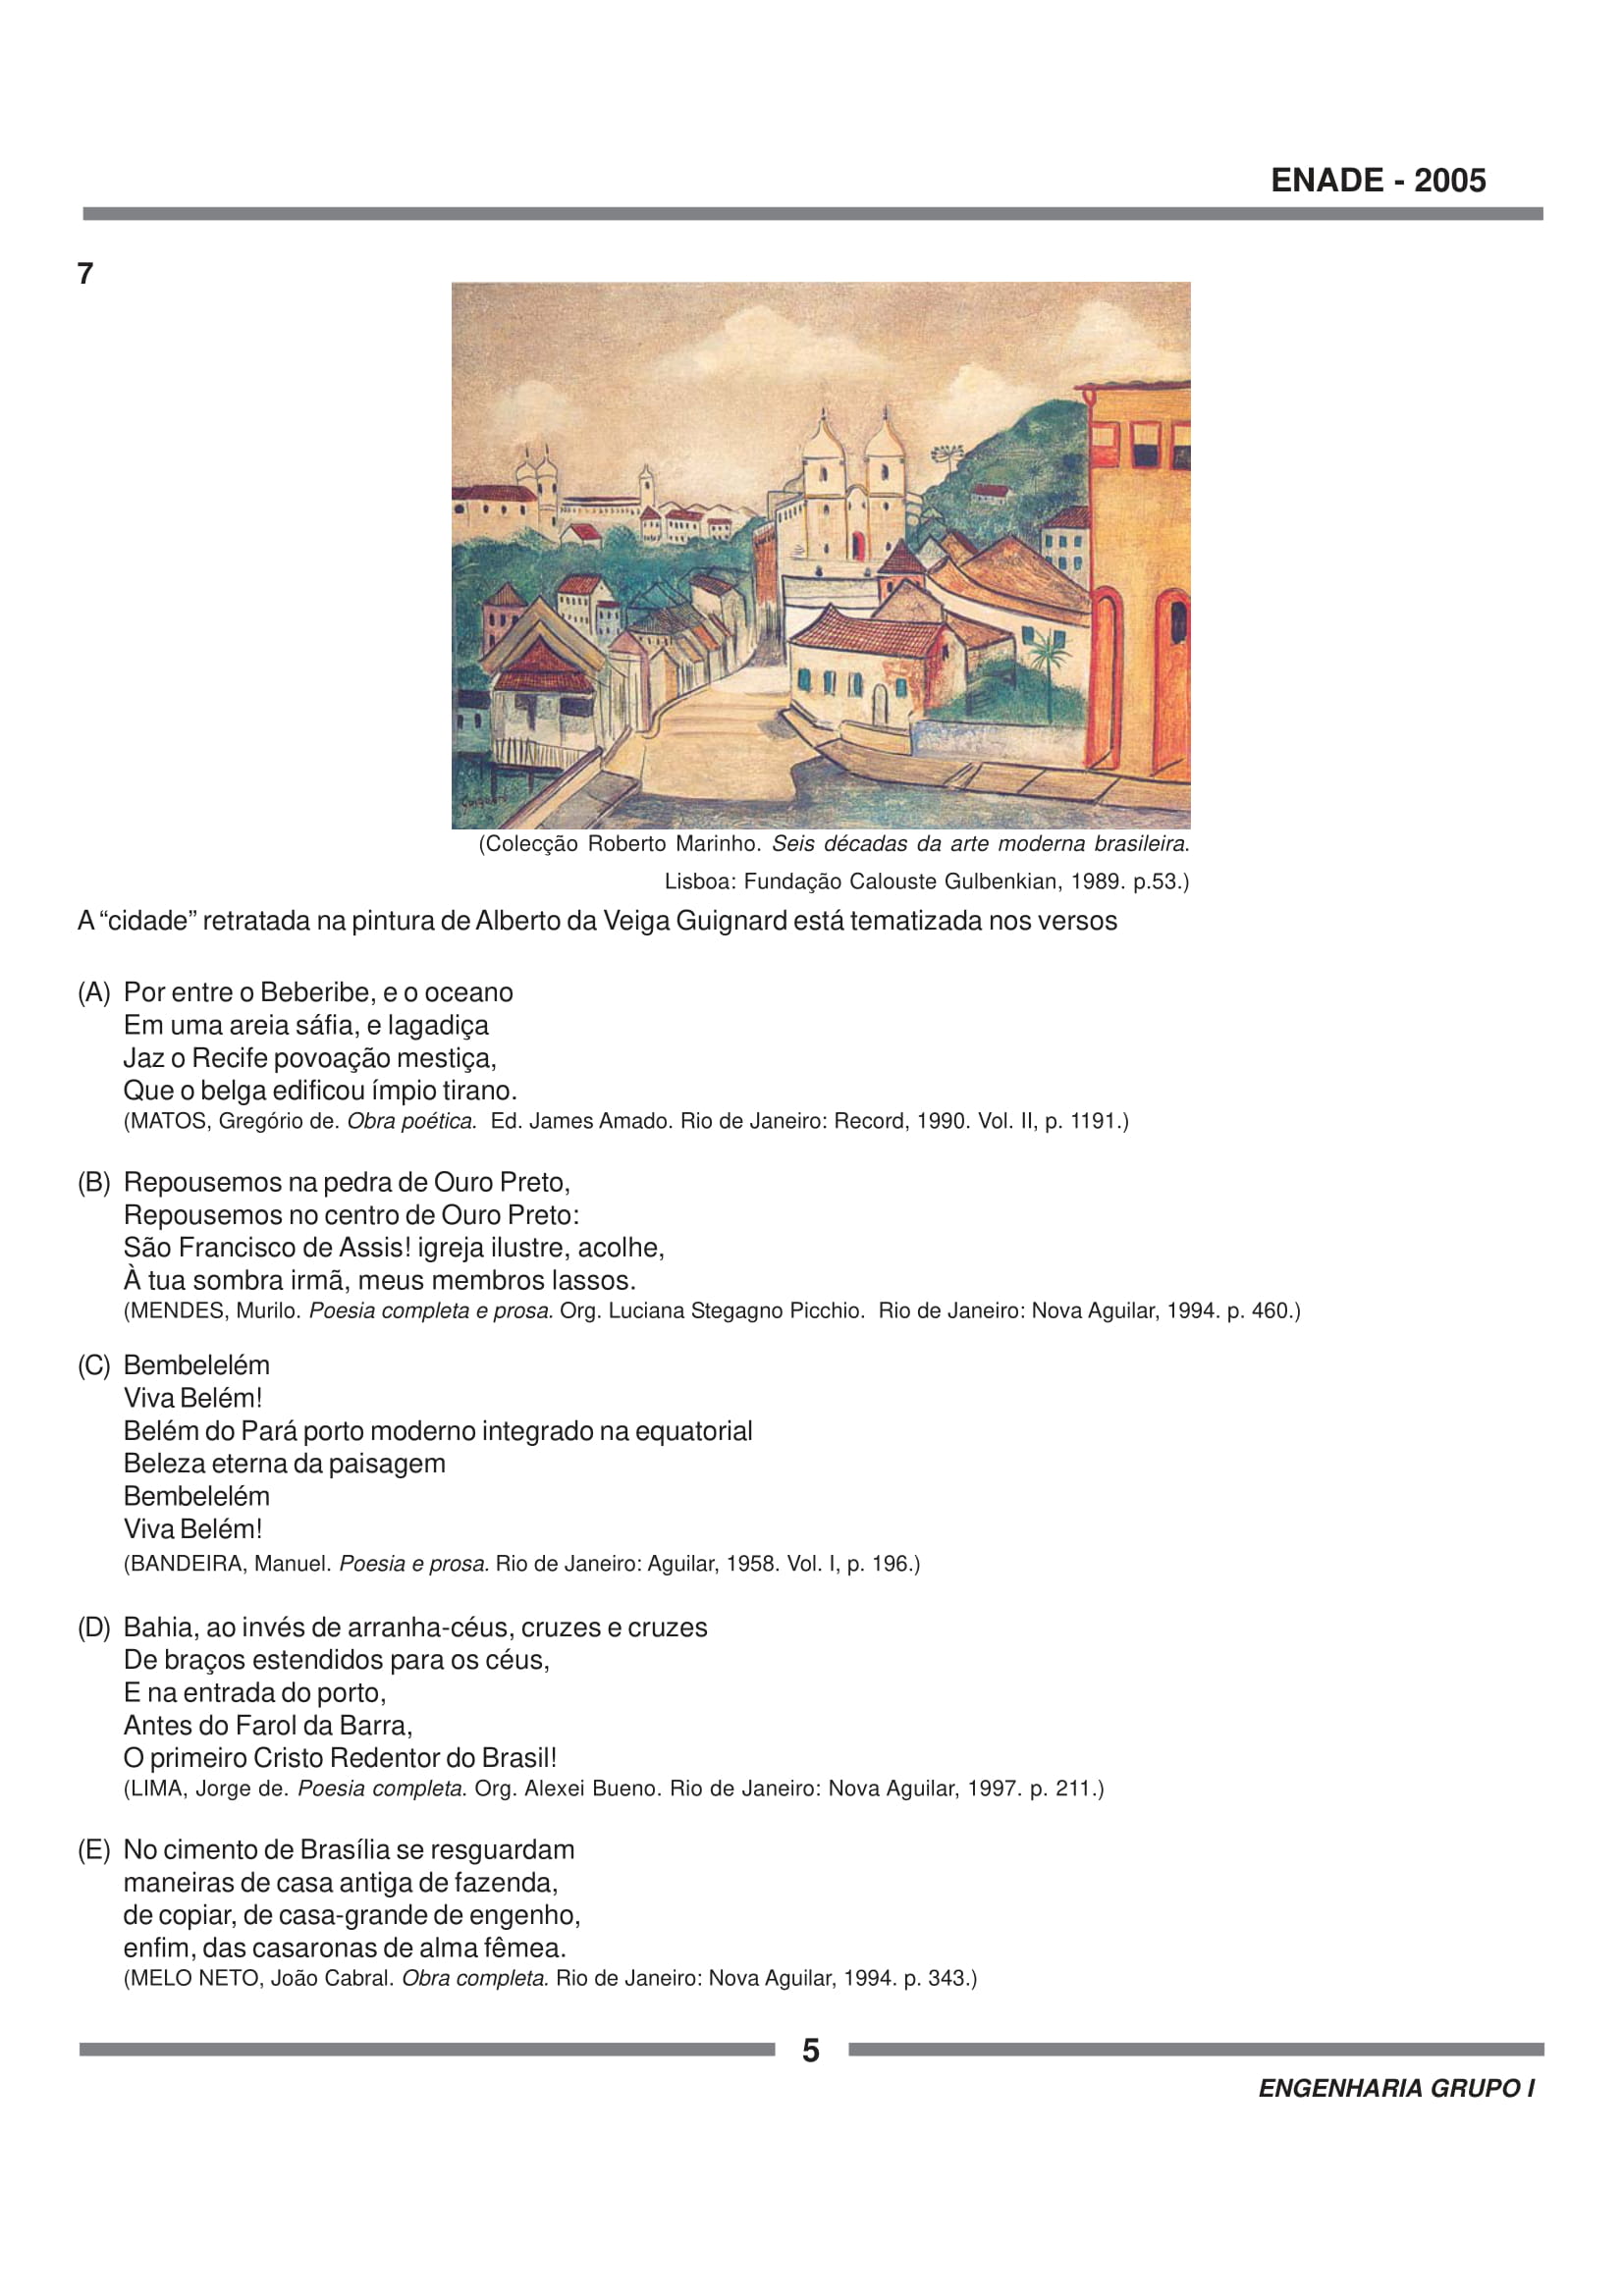 ENADE - 2005
7
Guignard
(Colecção Roberto Marinho. Seis décadas da arte moderna brasileira.
Lisboa: Fundação Calouste Gulbenkian, 1989. p.53.)
A “cidade” retratada na pintura de Alberto da Veiga Guignard está tematizada nos versos
(A) Por entre o Beberibe, e o oceano
Em uma areia sáfia, e lagadiça
Jaz o Recife povoação mestiça,
Que o belga edificou ímpio tirano.
(MATOS, Gregório de. Obra poética. Ed. James Amado. Rio de Janeiro: Record, 1990. Vol. II, p. 1191.)
(B) Repousemos na pedra de Ouro Preto,
Repousemos no centro de Ouro Preto:
São Francisco de Assis! igreja ilustre, acolhe,
À tua sombra irmã, meus membros lassos.
(MENDES, Murilo. Poesia completa e prosa. Org. Luciana Stegagno Picchio. Rio de Janeiro: Nova Aguilar, 1994. p. 460.)
(C) Bembelelém
Viva Belém!
Belém do Pará porto moderno integrado na equatorial
Beleza eterna da paisagem
Bembelelém
Viva Belém!
(BANDEIRA, Manuel. Poesia e prosa. Rio de Janeiro: Aguilar, 1958. Vol. I, p. 196.)
(D) Bahia, ao invés de arranha-céus, cruzes e cruzes
De braços estendidos para os céus,
E na entrada do porto,
Antes do Farol da Barra,
O primeiro Cristo Redentor do Brasil!
(LIMA, Jorge de. Poesia completa. Org. Alexei Bueno. Rio de Janeiro: Nova Aguilar, 1997. p. 211.)
(E) No cimento de Brasília se resguardam
maneiras de casa antiga de fazenda,
de copiar, de casa-grande de engenho,
enfim, das casaronas de alma fêmea.
(MELO NETO, João Cabral. Obra completa. Rio de Janeiro: Nova Aguilar, 1994. p. 343.)
5
ENGENHARIA GRUPO I